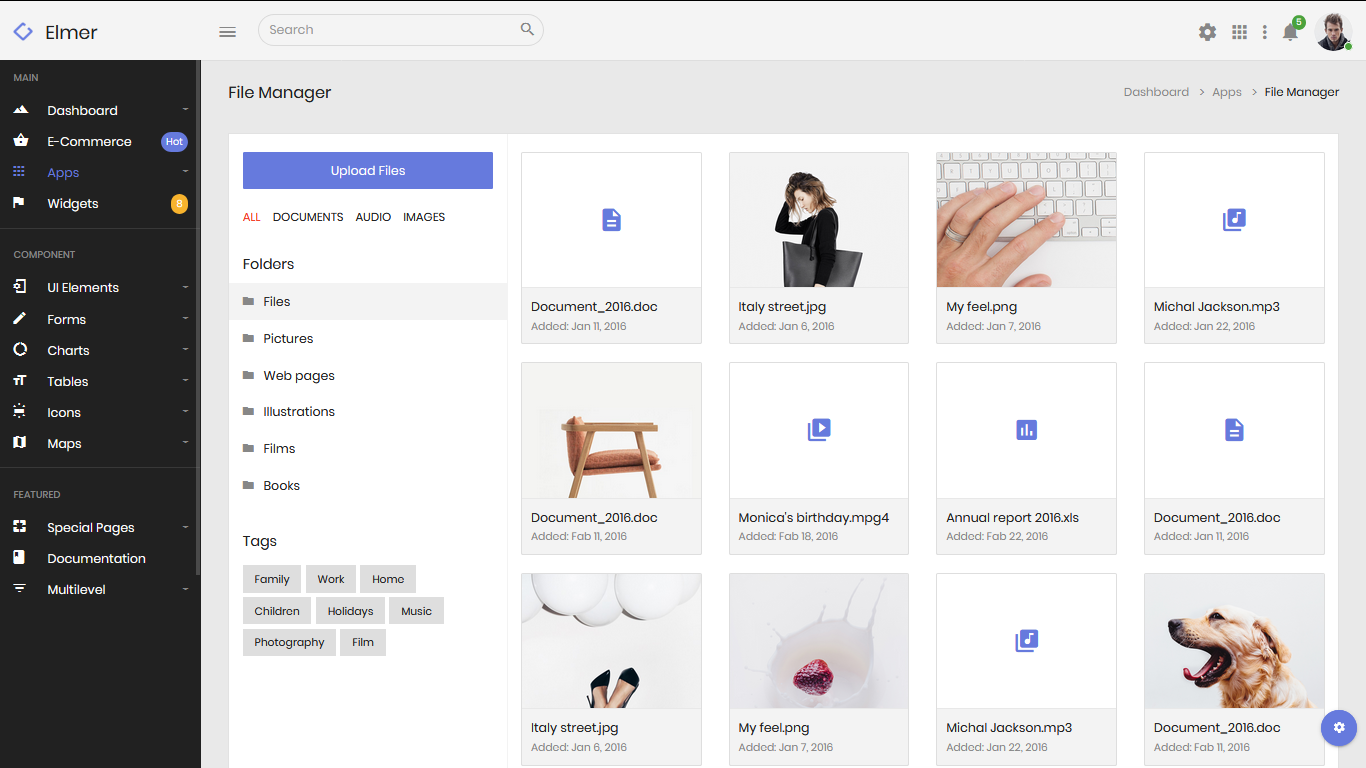 Elmer
Search
5
MAIN
Dashboard
E-Commerce Hot
Apps
Widgets 8
COMPONENT
UI Elements
Forms
Charts
Tables
Icons
Maps
FEATURED
Special Pages
Documentation
Multilevel
File Manager
Dashboard > Apps > File Manager
Upload Files
ALL DOCUMENTS AUDIO IMAGES
Folders
Files
Pictures
Web pages
Illustrations
Films
Books
Tags
Family Work Home
Children Holidays Music
Photography Film
Document_2016.doc
Added: Jan 11, 2016
Italy street.jpg
Added: Jan 6, 2016
My feel.png
Added: Jan 7, 2016
Michal Jackson.mp3
Added: Jan 22, 2016
Document_2016.doc
Added: Fab 11, 2016
Monica's birthday.mpg4
Added: Fab 18, 2016
Annual report 2016.xls
Added: Fab 22, 2016
Document_2016.doc
Added: Jan 11, 2016
Italy street.jpg
Added: Jan 6, 2016
My feel.png
Added: Jan 7, 2016
Michal Jackson.mp3
Added: Jan 22, 2016
Document_2016.doc
Added: Fab 11, 2016